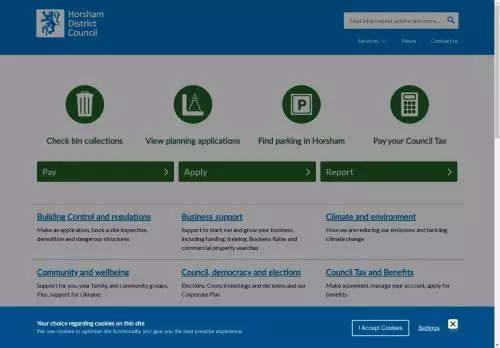 Horsham
District
Council
Find information, advice and more...
Services
News
Contact us
Check bin collections
View planning applications
Find parking in Horsham
Pay your Council Tax
Pay
Apply
Report
Building Control and regulations
Make an application, book a site inspection,
demolition and dangerous structures
Business support
Support to start, run and grow your business,
including funding, training, Business Rates and
commercial property searches
Climate and environment
How we are reducing our emissions and tackling
climate change
Community and wellbeing
Support for you, your family, and community groups.
Plus, support for Ukraine
Council, democracy and elections
Elections, Council meetings and decisions and our
Corporate Plan
Council Tax and Benefits
Make a payment, manage your account, apply for
benefits
Your choice regarding cookies on this site
We use cookies to optimise site functionality and give you the best possible experience
I Accept Cookies
Settings